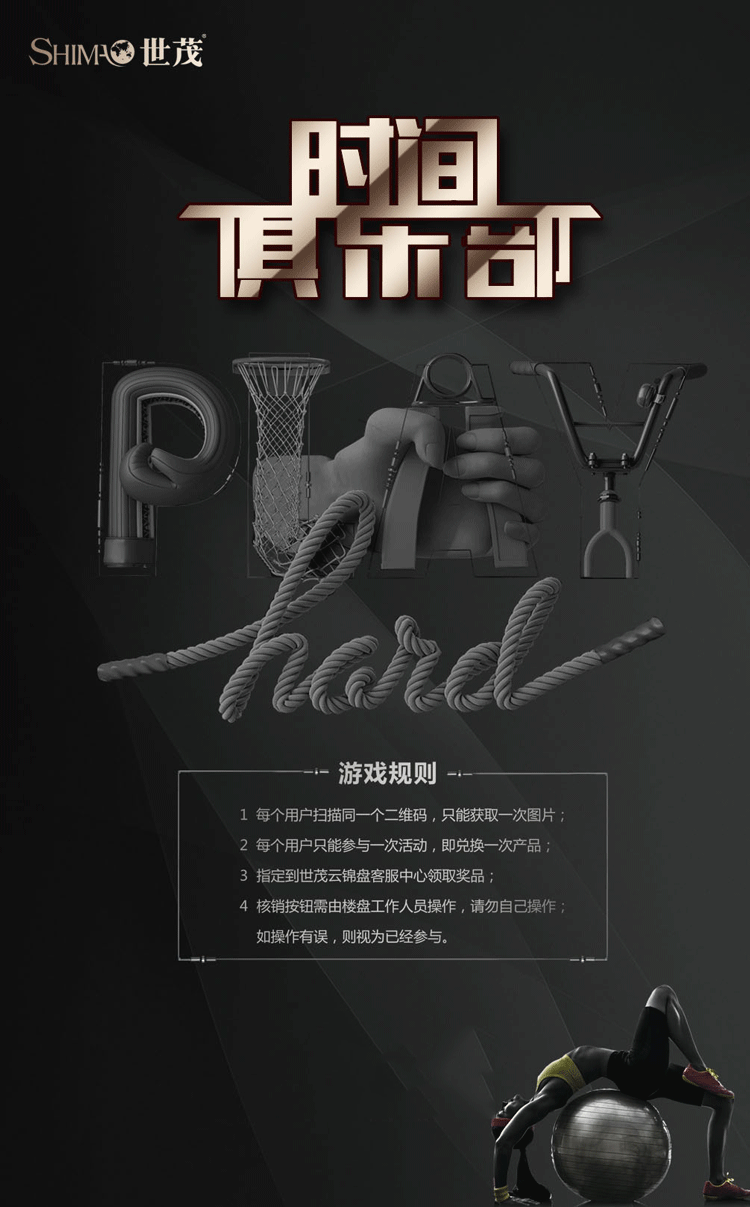 SHIMAO世茂®
时间
俱乐部
PLAY
hard
游戏规则
1 每个用户扫描同一个二维码，只能获取一次图片；
2 每个用户只能参与一次活动，即兑换一次产品；
3 指定到世茂云锦盘客服中心领取奖品；
4 核销按钮需由楼盘工作人员操作，请勿自己操作；
如操作有误，则视为已经参与。